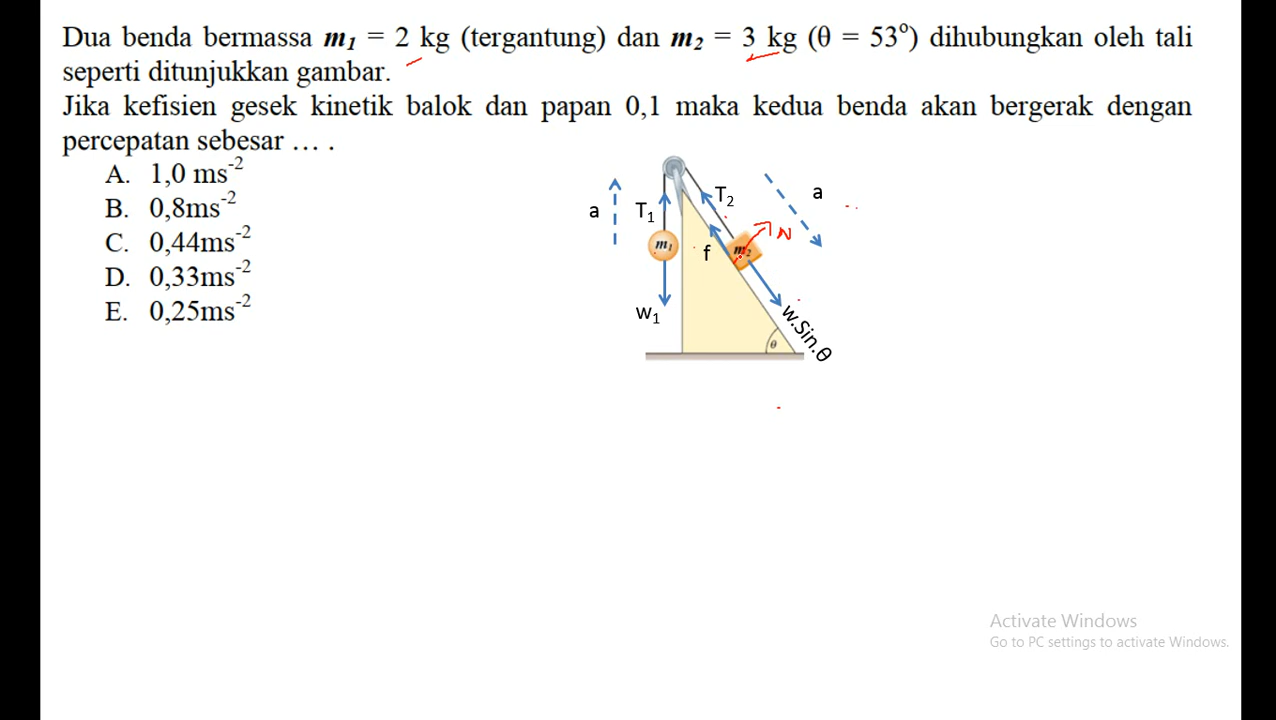 Dua benda bermassa m1 = 2 kg (tergantung) dan m2 = 3 kg (θ = 53°) dihubungkan oleh tali
seperti ditunjukkan gambar.
Jika kefisien gesek kinetik balok dan papan 0,1 maka kedua benda akan bergerak dengan
percepatan sebesar ... .
A. 1,0 ms-2
B. 0,8ms-2
C. 0,44ms-2
D. 0,33ms-2
E. 0,25ms-2
a
T1
T2
a
N
m1
f
m2
W1
w.Sin.θ
θ
Activate Windows
Go to PC settings to activate Windows.